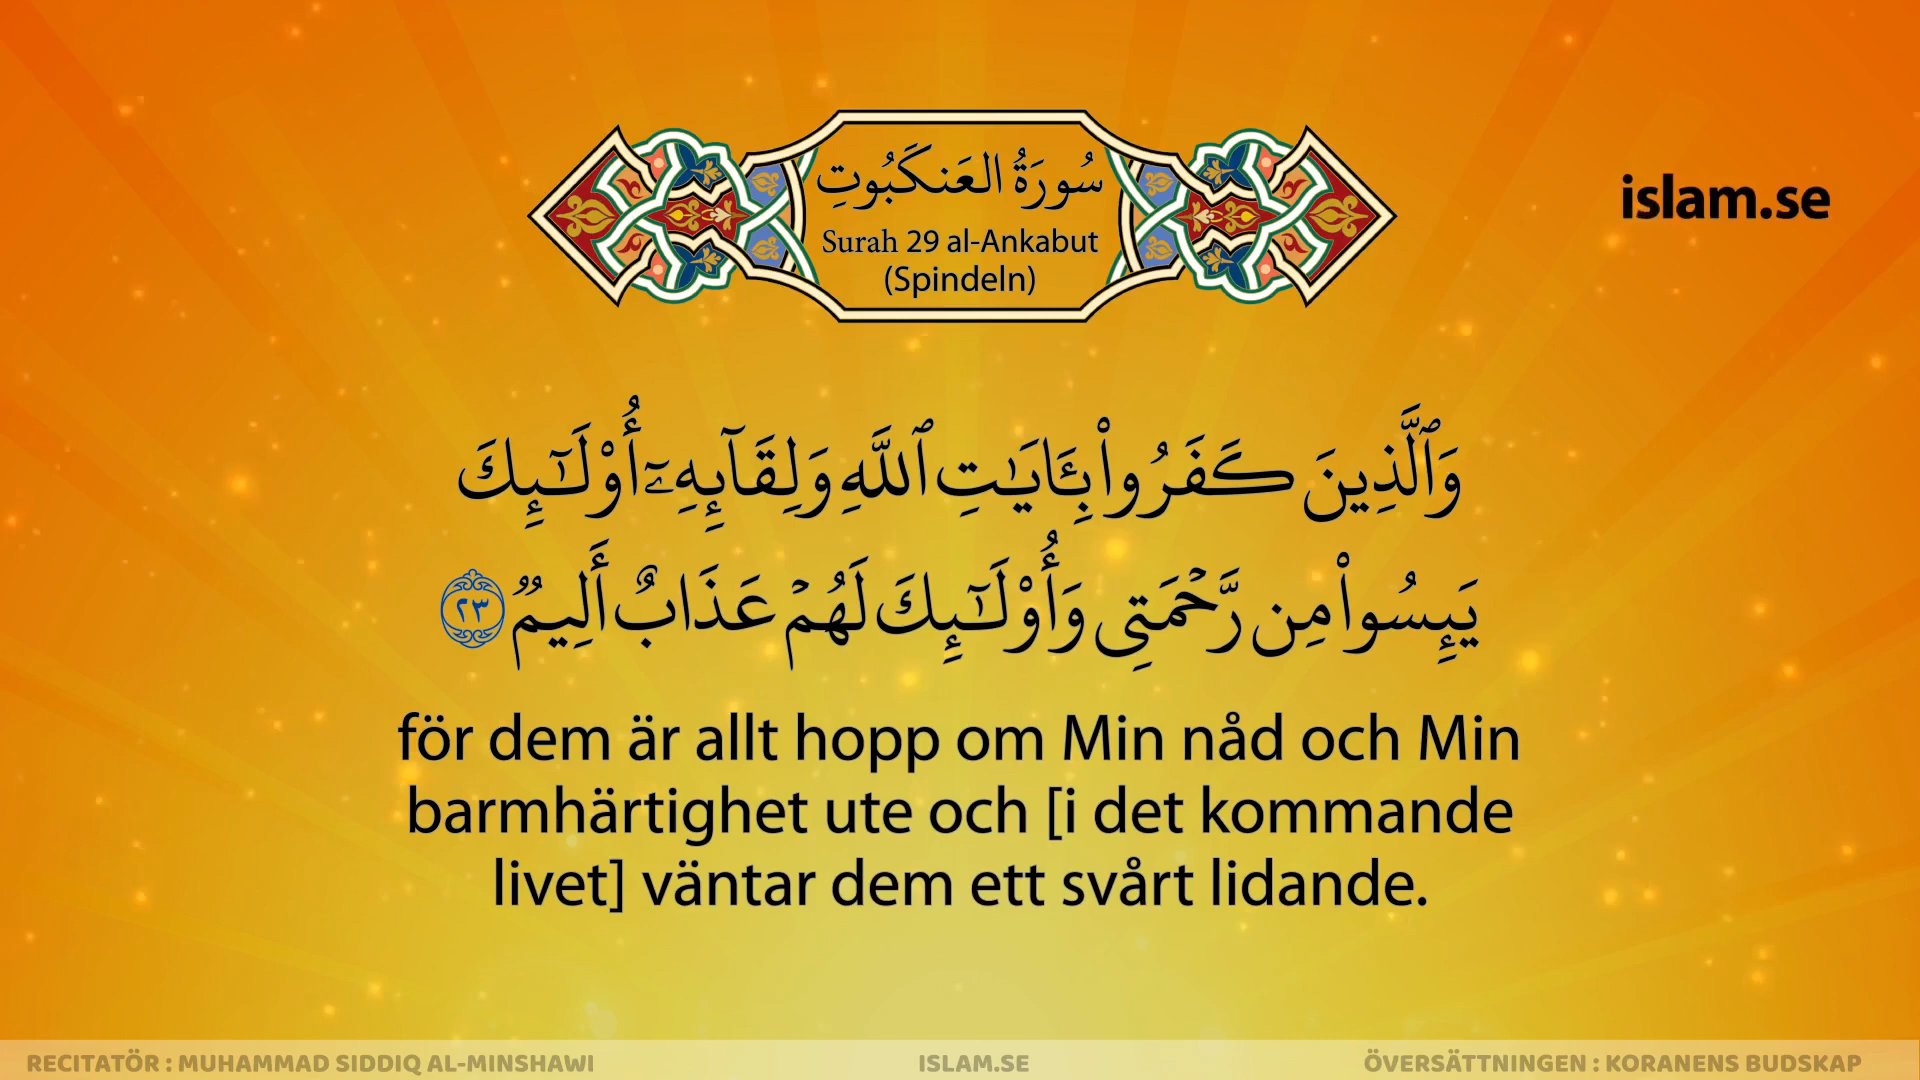 سُورَةُ العَنكَبُوتِ
Surah 29 al-Ankabut
(Spindeln)
islam.se
وَٱلَّذِينَ كَفَرُوا۟ بِـَٔايَـٰتِ ٱللَّهِ وَلِقَآئِهِۦٓ أُو۟لَـٰٓئِكَ
يَئِسُوا۟ مِن رَّحْمَتِى وَأُو۟لَـٰٓئِكَ لَهُمْ عَذَابٌ أَلِيمٌ ٢٣
för dem är allt hopp om Min nåd och Min
barmhärtighet ute och [i det kommande
livet] väntar dem ett svårt lidande.
RECITATÖR : MUHAMMAD SIDDIQ AL-MINSHAWI
ISLAM.SE
ÖVERSÄTTNINGEN : KORANENS BUDSKAP